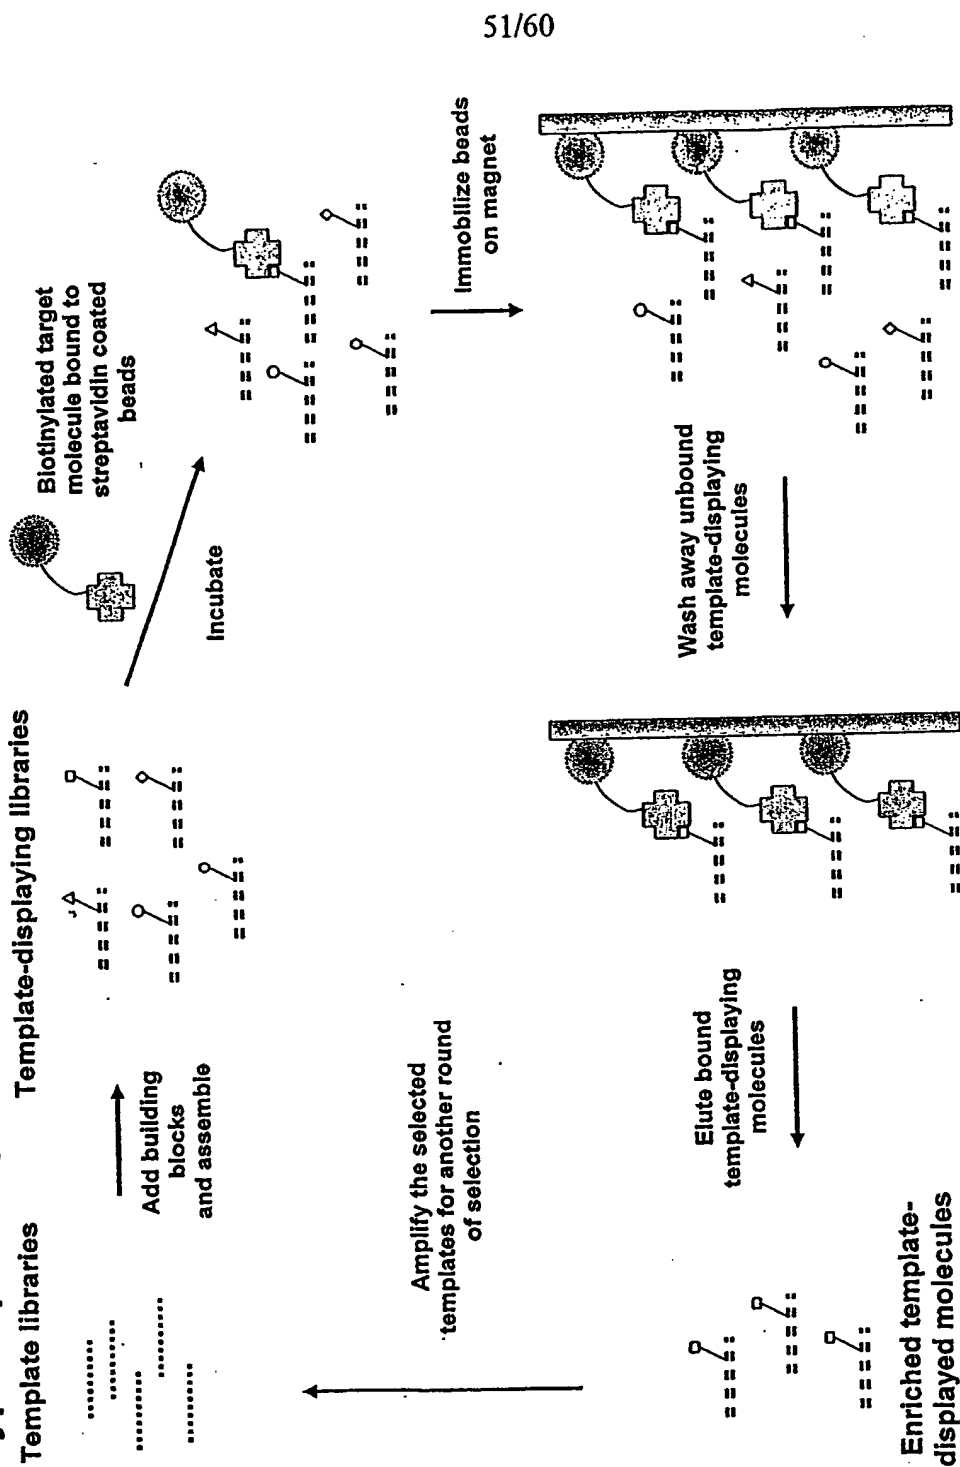 51/60
Template libraries
Add building
blocks
and assemble
Template-displaying libraries
Biotinylated target
molecule bound to
streptavidin coated
beads
Incubate
Immobilize beads
on magnet
Wash away unbound
template-displaying
molecules
Elute bound
template-displaying
molecules
Enriched template-
displayed molecules
Amplify the selected
templates for another round
of selection